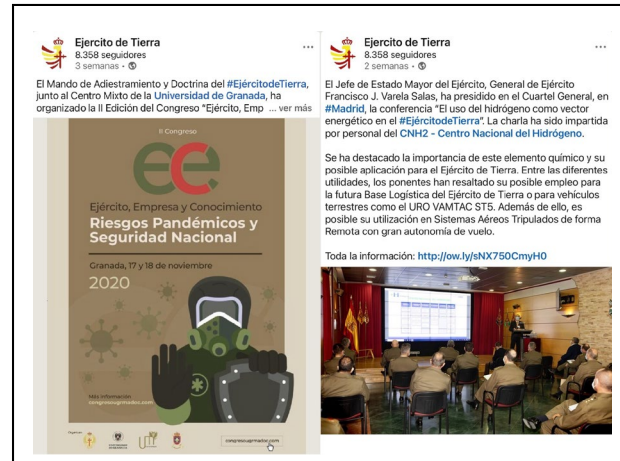 Ejercito de Tierra
8.358 seguidores
3 semanas •
El Mando de Adiestramiento y Doctrina del #EjércitodeTierra,
junto al Centro Mixto de la Universidad de Granada, ha
organizado la II Edición del Congreso "Ejército, Emp ... ver más
II Congreso
ece
Ejército, Empresa y Conocimiento
Riesgos Pandémicos y
Seguridad Nacional
Granada, 17 y 18 de noviembre
2020
Más información
congresougrmadoc.com
congresougrmadoc.com
Ejercito de Tierra
8.358 seguidores
2 semanas •
El Jefe de Estado Mayor del Ejército, General de Ejército
Francisco J. Varela Salas, ha presidido en el Cuartel General, en
#Madrid, la conferencia "El uso del hidrógeno como vector
energético en el #EjércitodeTierra". La charla ha sido impartida
por personal del CNH2 - Centro Nacional del Hidrógeno.
Se ha destacado la importancia de este elemento químico y su
posible aplicación para el Ejército de Tierra. Entre las diferentes
utilidades, los ponentes han resaltado su posible empleo para
la futura Base Logística del Ejército de Tierra o para vehículos
terrestres como el URO VAMTAC ST5. Además de ello, es
posible su utilización en Sistemas Aéreos Tripulados de forma
Remota con gran autonomía de vuelo.
Toda la información: http://ow.ly/sNX750CmyH0